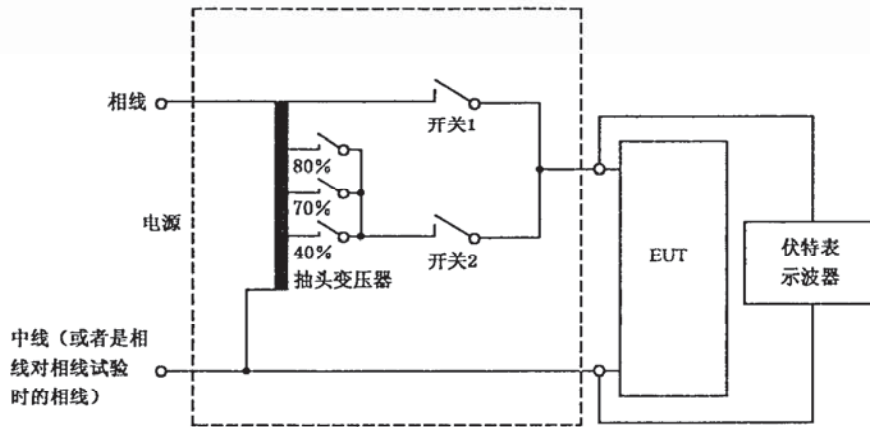 相线
开关1
80%
70%
电源
40%
抽头变压器
开关2
EUT
伏特表
示波器
中线（或者是相
线对相线试验
时的相线）